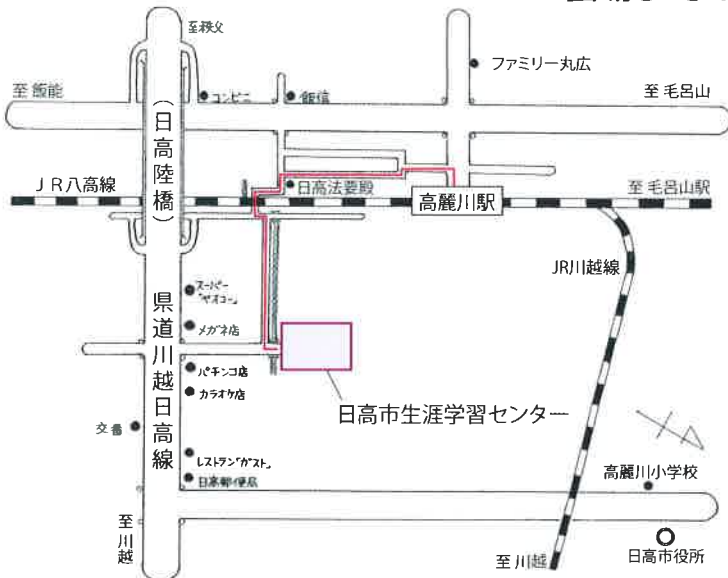 至秩父
ファミリー丸広
至 飯能
コンビニ
飯信
至 毛呂山
(日高陸橋)
JR八高線
日高法要殿
高麗川駅
至 毛呂山駅
JR川越線
スーパー
"ヤオコー"
メガネ店
県道川越日高線
パチンコ店
カラオケ店
日高市生涯学習センター
交番
レストラン"ガスト"
日高郵便局
高麗川小学校
至 川越
至 川越
日高市役所